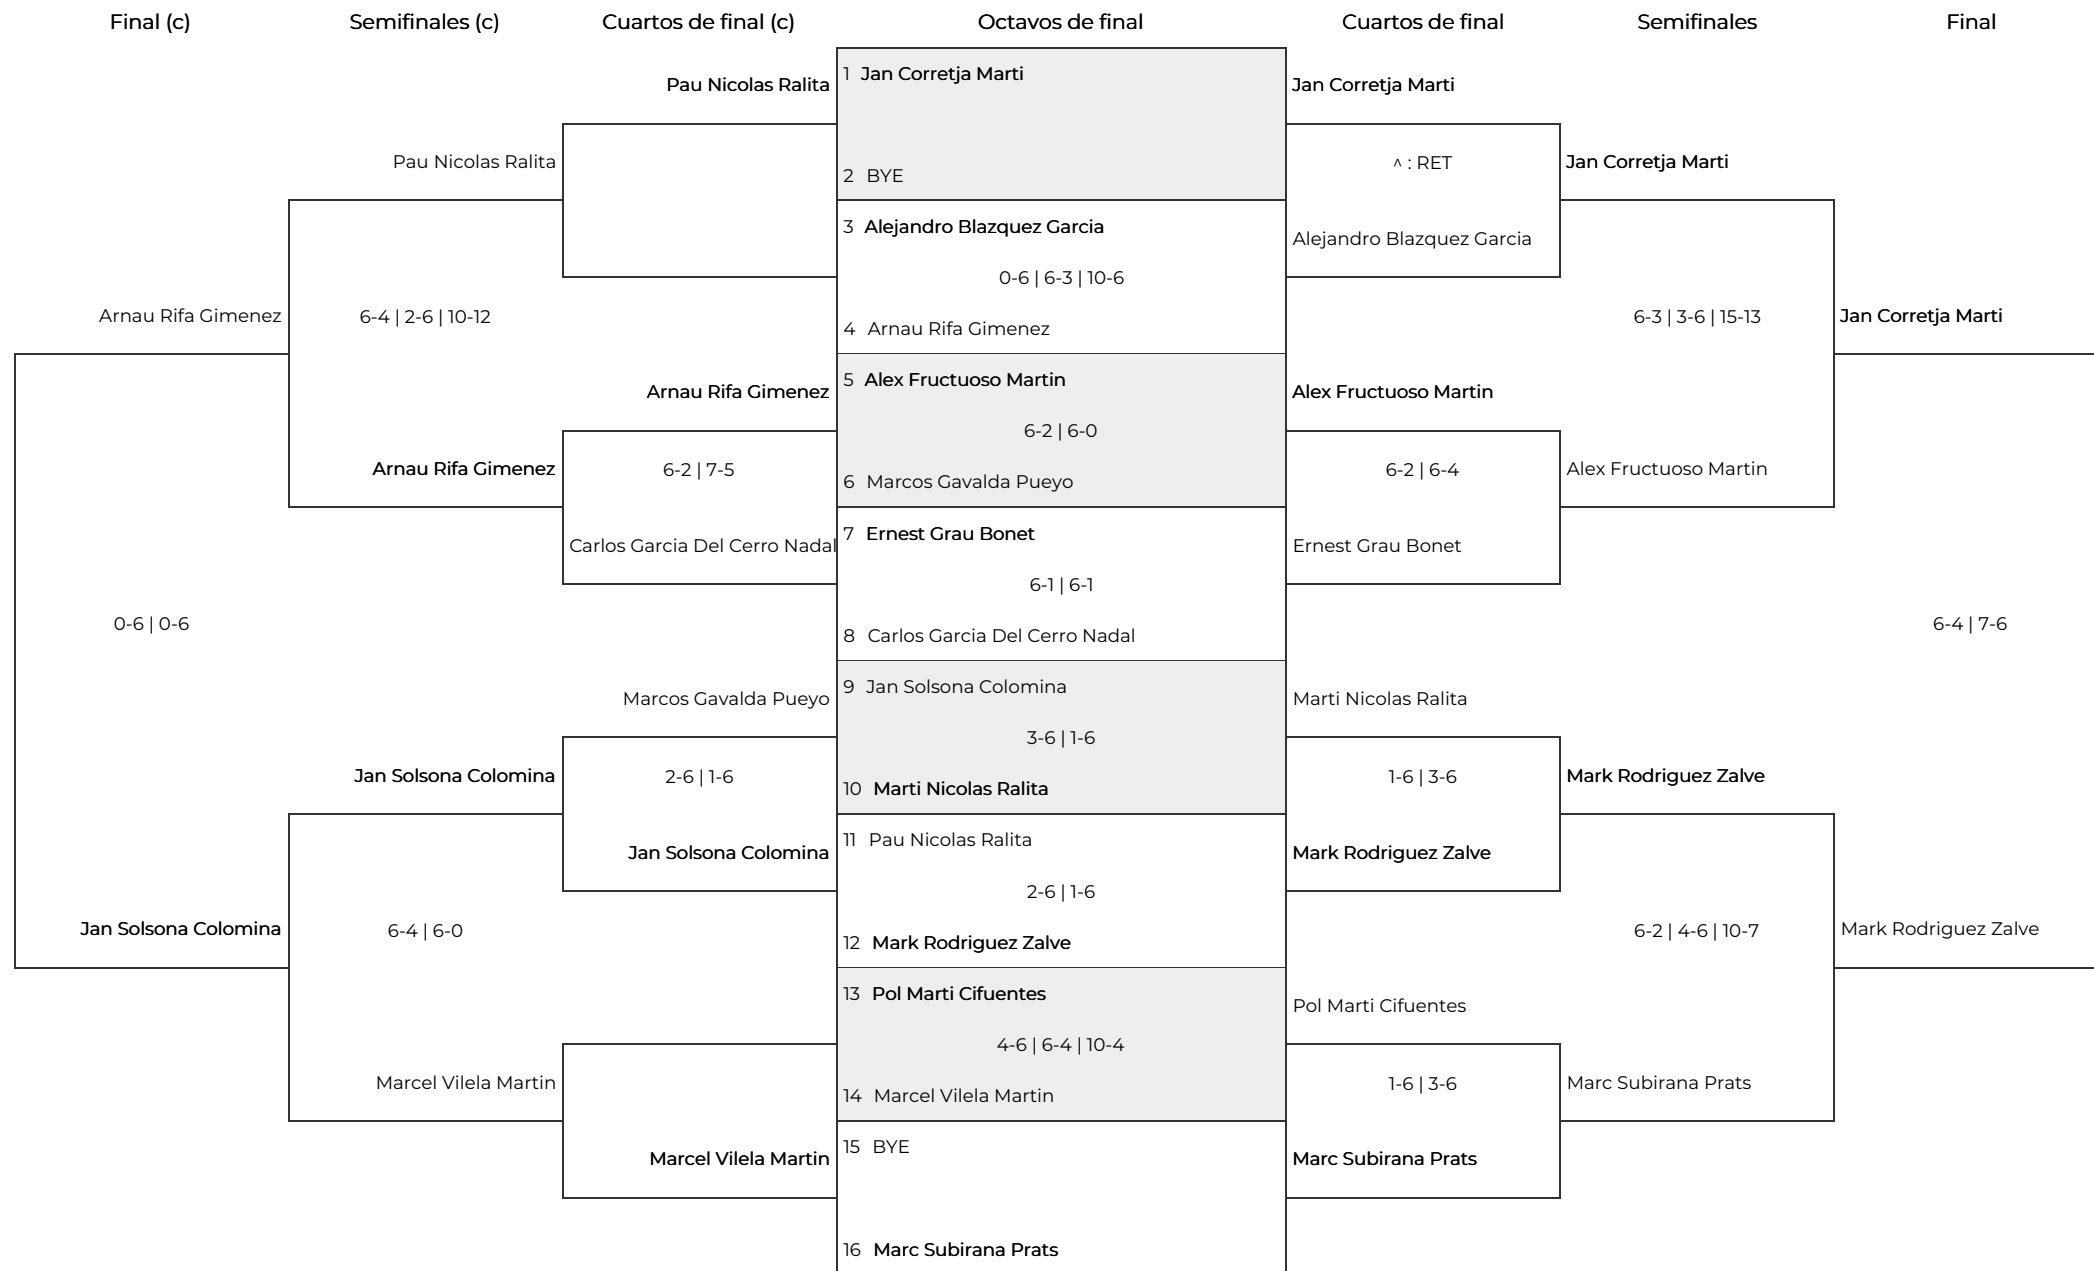 Final (c)
Semifinales (c)
Cuartos de final (c)
Octavos de final
Cuartos de final
Semifinales
Final
Arnau Rifa Gimenez
0-6 | 0-6
Jan Solsona Colomina
Pau Nicolas Ralita
6-4 | 2-6 | 10-12
Arnau Rifa Gimenez
Jan Solsona Colomina
6-4 | 6-0
Marcel Vilela Martin
Pau Nicolas Ralita
Arnau Rifa Gimenez
6-2 | 7-5
Carlos Garcia Del Cerro Nadal
Marcos Gavalda Pueyo
2-6 | 1-6
Jan Solsona Colomina
Marcel Vilela Martin
1 Jan Corretja Marti
2 BYE
3 Alejandro Blazquez Garcia
0-6 | 6-3 | 10-6
4 Arnau Rifa Gimenez
5 Alex Fructuoso Martin
6-2 | 6-0
6 Marcos Gavalda Pueyo
7 Ernest Grau Bonet
6-1 | 6-1
8 Carlos Garcia Del Cerro Nadal
9 Jan Solsona Colomina
3-6 | 1-6
10 Marti Nicolas Ralita
11 Pau Nicolas Ralita
2-6 | 1-6
12 Mark Rodriguez Zalve
13 Pol Marti Cifuentes
4-6 | 6-4 | 10-4
14 Marcel Vilela Martin
15 BYE
16 Marc Subirana Prats
Jan Corretja Marti
^ : RET
Alejandro Blazquez Garcia
Alex Fructuoso Martin
6-2 | 6-4
Ernest Grau Bonet
Marti Nicolas Ralita
1-6 | 3-6
Mark Rodriguez Zalve
Pol Marti Cifuentes
1-6 | 3-6
Marc Subirana Prats
Jan Corretja Marti
6-3 | 3-6 | 15-13
Alex Fructuoso Martin
Mark Rodriguez Zalve
6-2 | 4-6 | 10-7
Marc Subirana Prats
Jan Corretja Marti
6-4 | 7-6
Mark Rodriguez Zalve